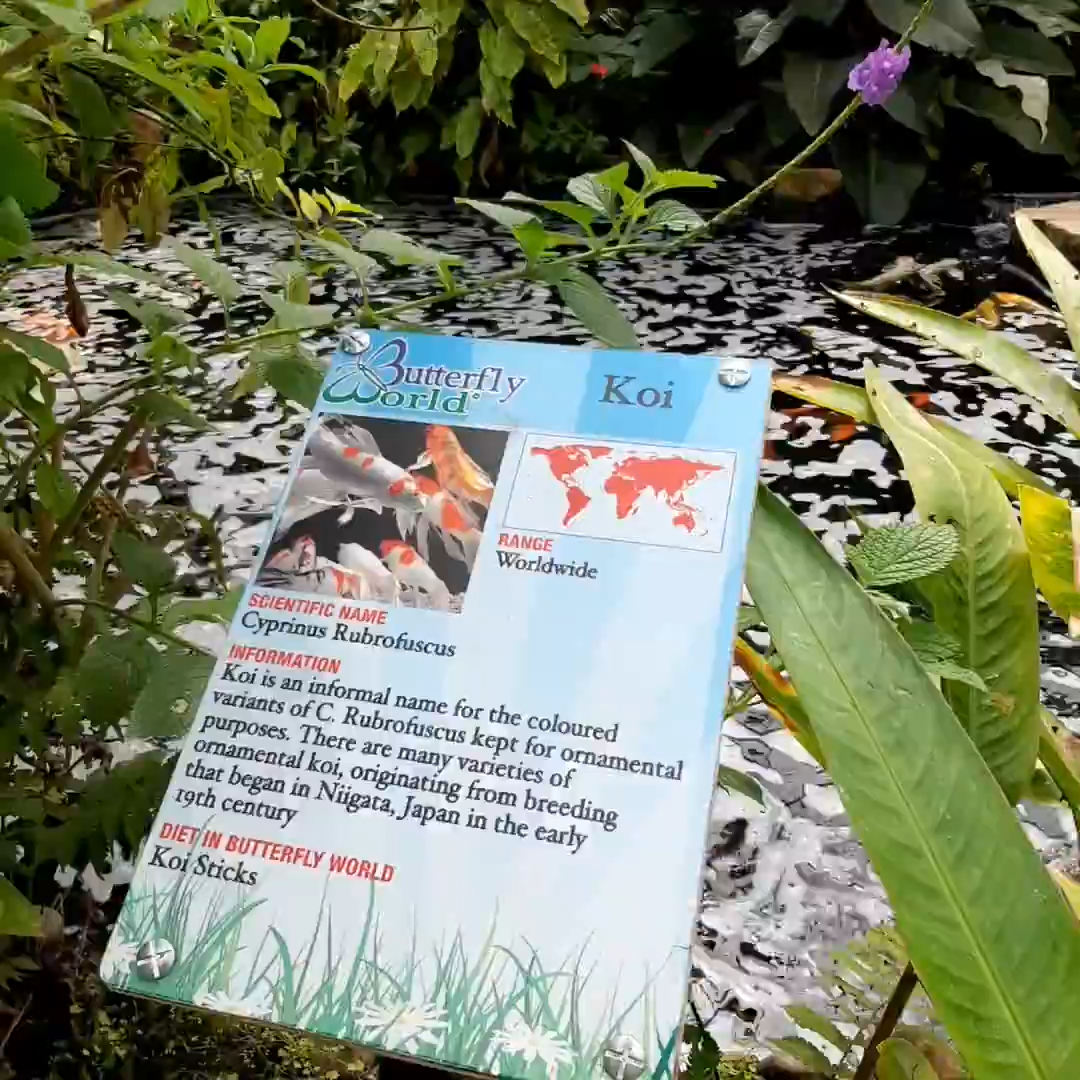 Butterfly
World®
Koi
RANGE
Worldwide
SCIENTIFIC NAME
Cyprinus Rubrofuscus
INFORMATION
Koi is an informal name for the coloured
variants of C. Rubrofuscus kept for ornamental
purposes. There are many varieties of
ornamental koi, originating from breeding
that began in Niigata, Japan in the early
19th century
DIET IN BUTTERFLY WORLD
Koi Sticks